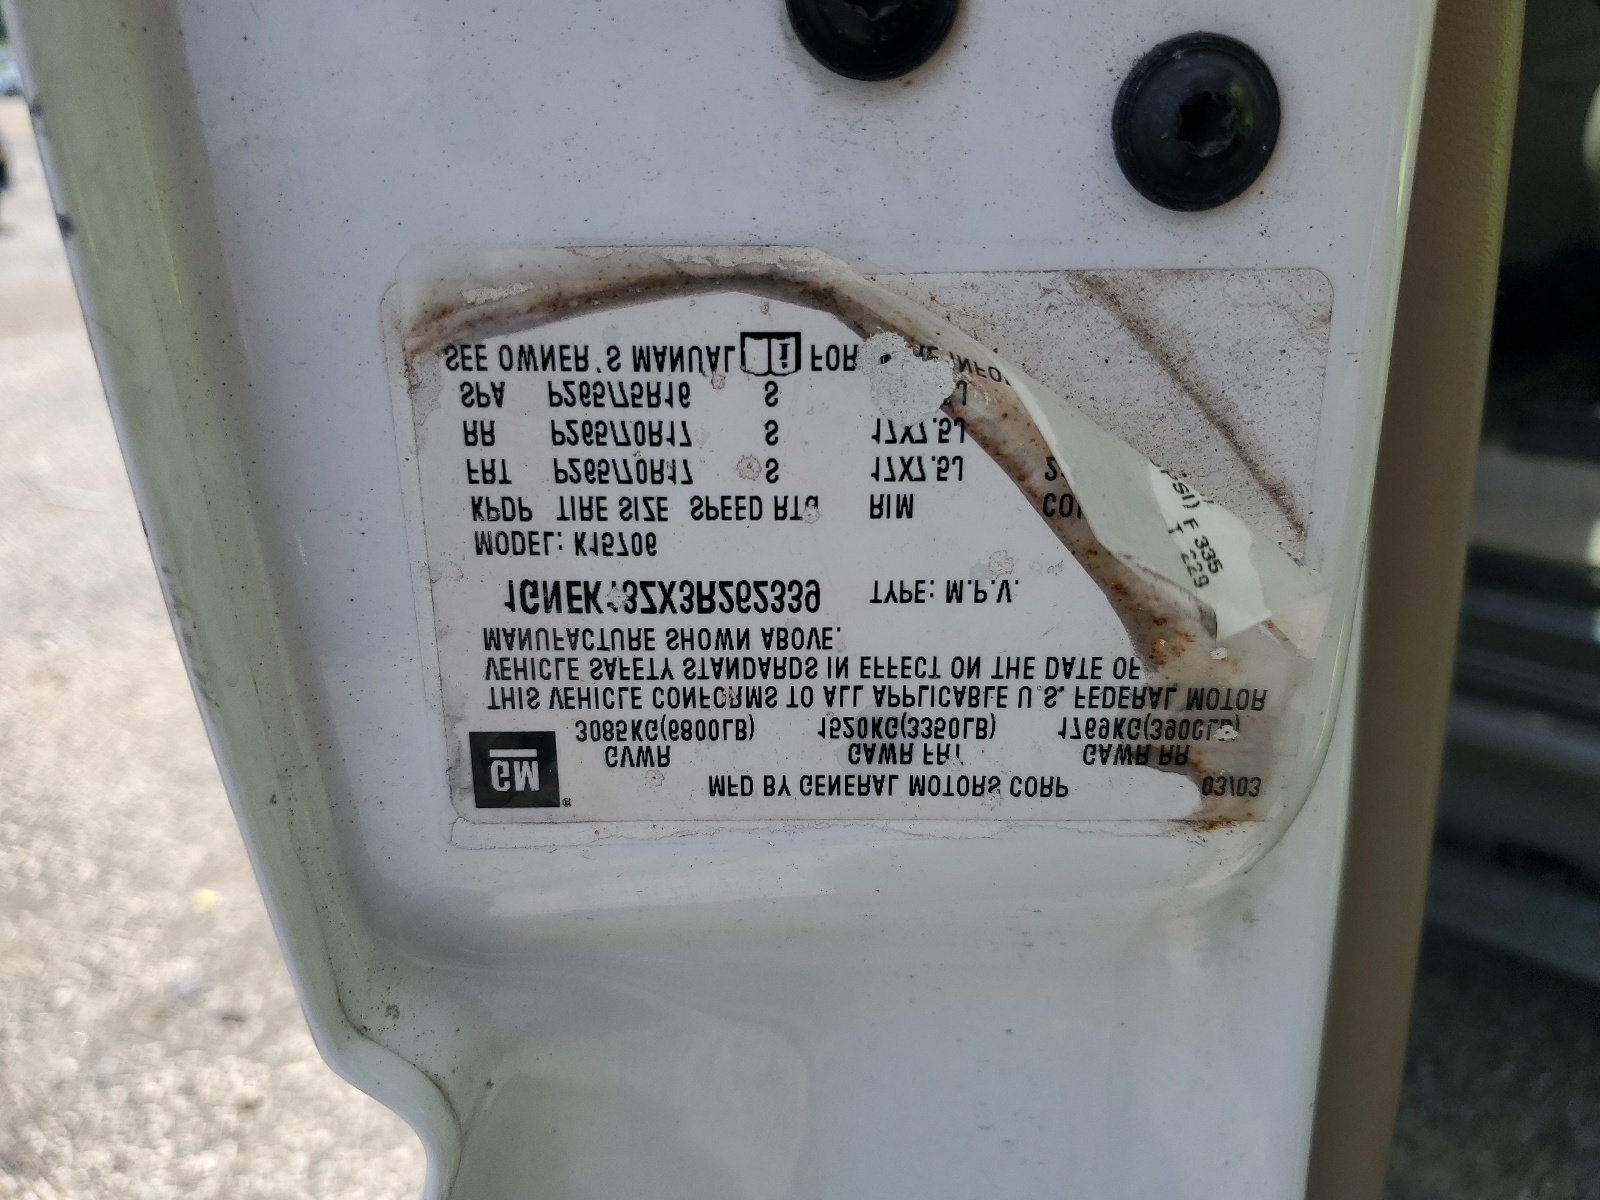 GM
MFD BY GENERAL MOTORS CORP 03/03
GVWR GAWR FRT GAWR RR
3085KG(6800LB) 1520KG(3350LB) 1769KG(3900LB)
THIS VEHICLE CONFORMS TO ALL APPLICABLE U.S. FEDERAL MOTOR
VEHICLE SAFETY STANDARDS IN EFFECT ON THE DATE OF
MANUFACTURE SHOWN ABOVE.
1GNEK13ZX3R262339 TYPE: M.P.V.
MODEL: K15706
KPDP TIRE SIZE SPEED RTG RIM
FRT P265/70R17 S 17X7.5J
RR P265/70R17 S 17X7.5J
SPA P265/75R16 S
SEE OWNER'S MANUAL FOR
335
229